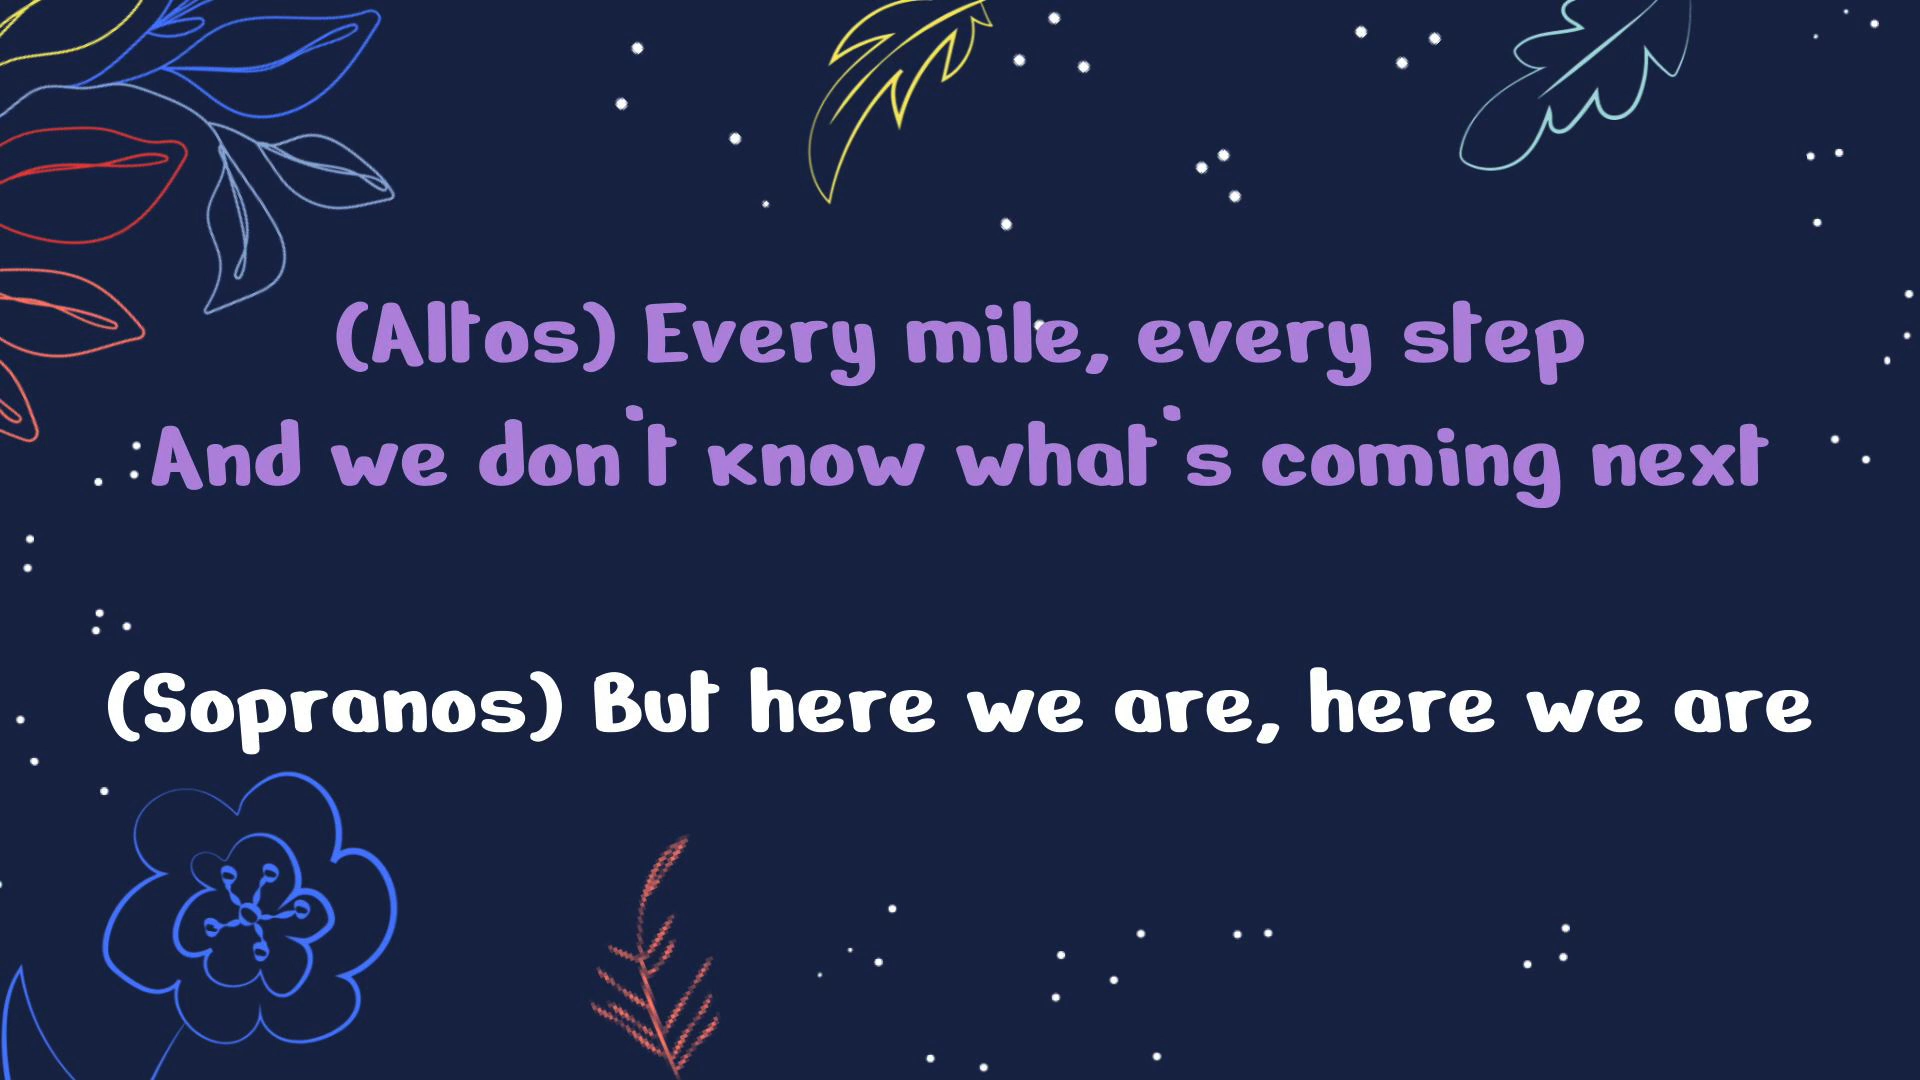 (Altos) Every mile, every step
And we don't know what's coming next
(Sopranos) But here we are, here we are